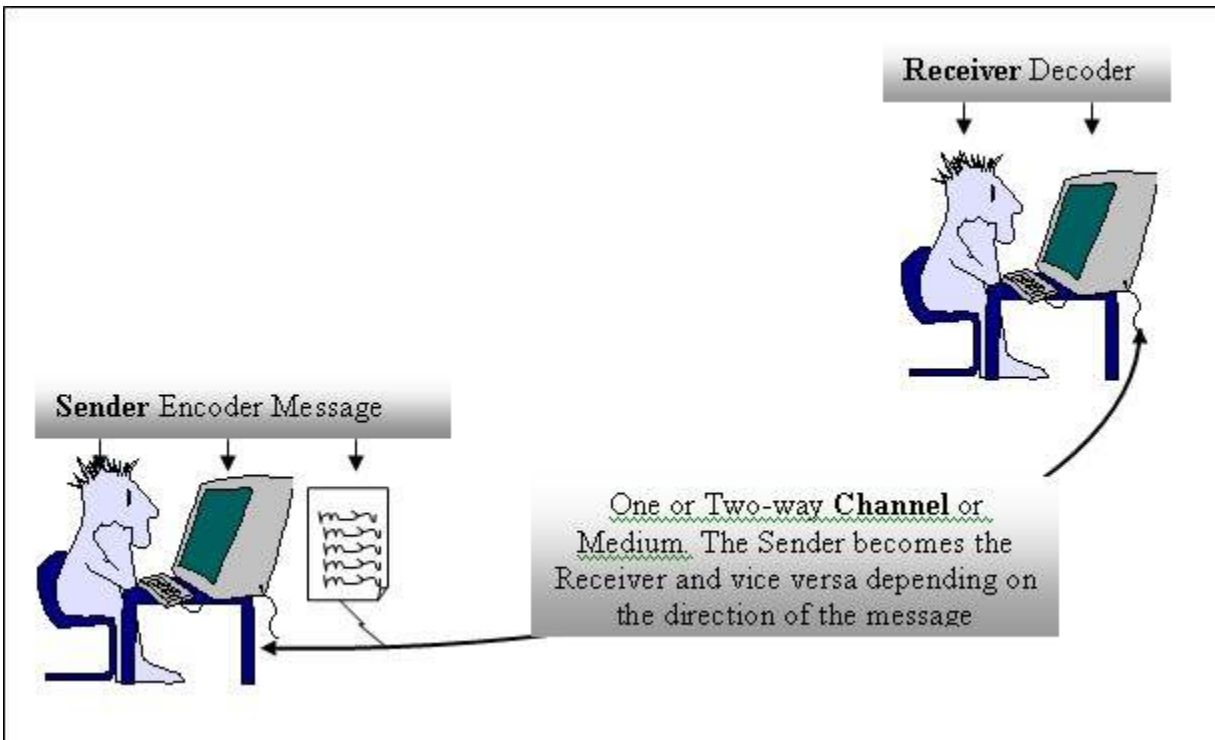 Receiver Decoder
Sender Encoder Message
One or Two-way Channel or
Medium. The Sender becomes the
Receiver and vice versa depending on
the direction of the message